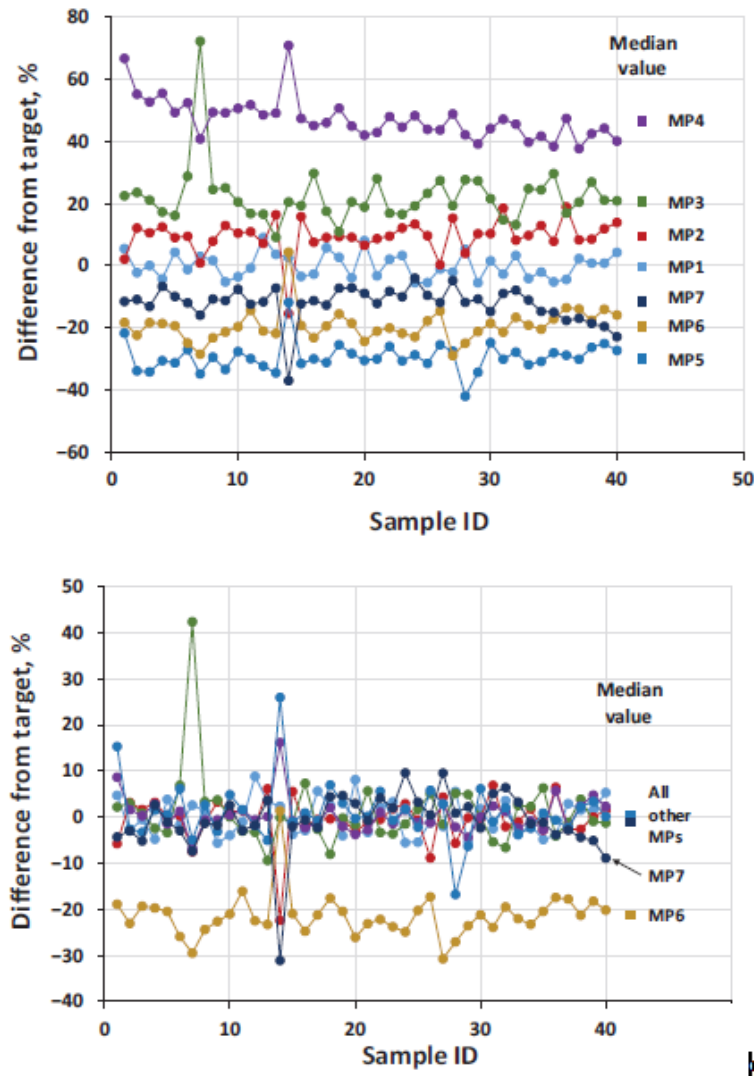 80
60
40
20
0
−20
−40
−60
Difference from target, %
Median
value
MP4
MP3
MP2
MP1
MP7
MP6
MP5
0 10 20 30 40 50
Sample ID
50
40
30
20
10
0
−10
−20
−30
−40
Difference from target, %
Median
value
All
other
MPs
MP7
MP6
0 10 20 30 40
Sample ID